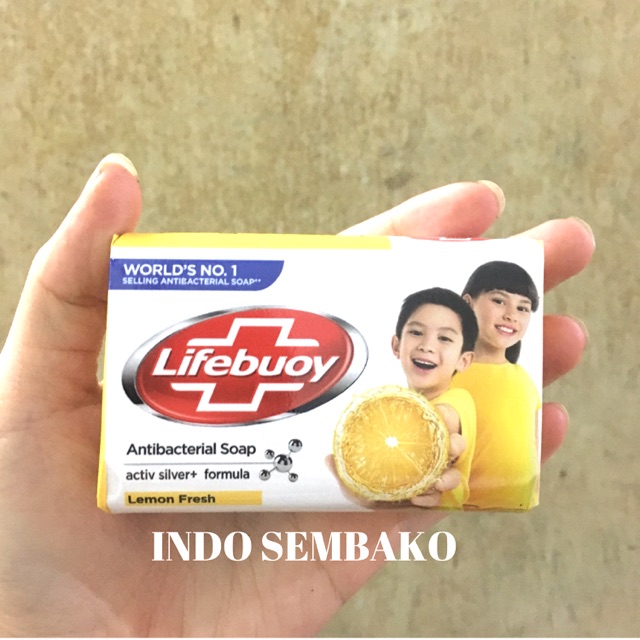 WORLD'S NO. 1
SELLING ANTIBACTERIAL SOAP**
Lifebuoy
Antibacterial Soap
activ silver+ formula
Lemon Fresh
INDO SEMBAKO